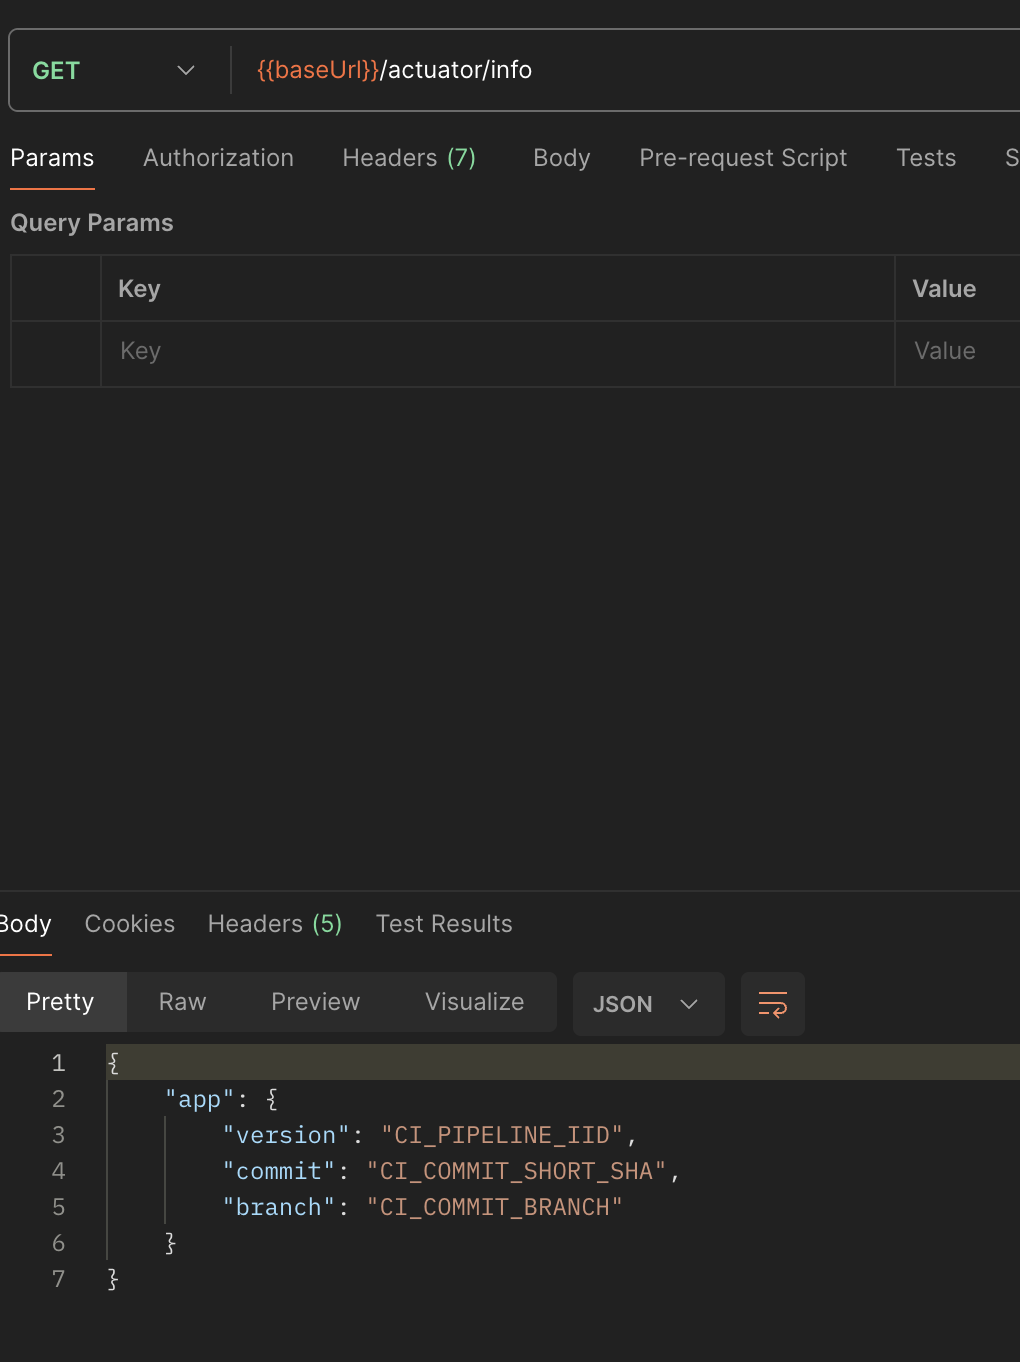 GET {{baseUrl}}/actuator/info
Params Authorization Headers (7) Body Pre-request Script Tests S
Query Params
Key Value
Key Value
Body Cookies Headers (5) Test Results
Pretty Raw Preview Visualize JSON
1 {
2 "app": {
3 "version": "CI_PIPELINE_IID",
4 "commit": "CI_COMMIT_SHORT_SHA",
5 "branch": "CI_COMMIT_BRANCH"
6 }
7 }